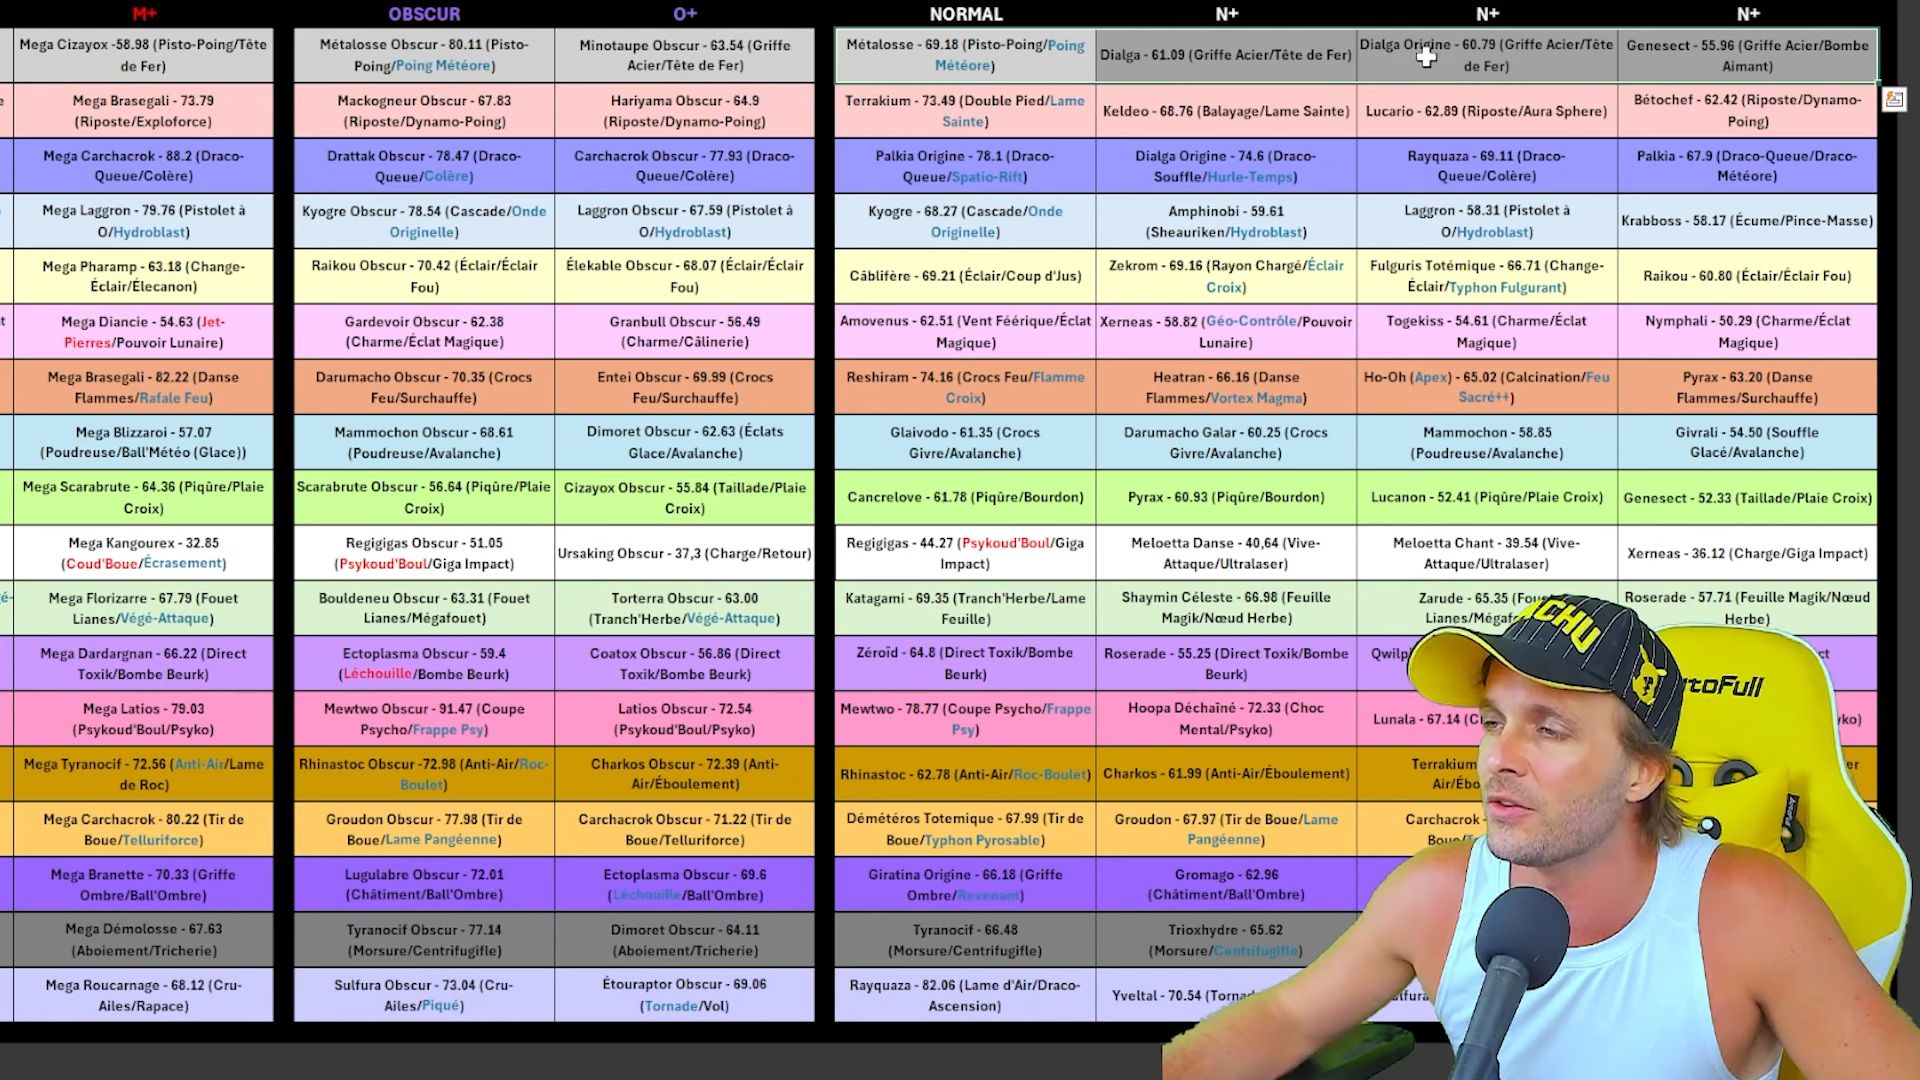 M+ OBSCUR O+ NORMAL N+ N+ N+
Mega Cizayox -58.98 (Pisto-Poing/Tête
de Fer)
Métalosse Obscur - 80.11 (Pisto-
Poing/Poing Météore)
Minotaupe Obscur - 63.54 (Griffe
Acier/Tête de Fer)
Métalosse - 69.18 (Pisto-Poing/Poing
Météore)
Dialga - 61.09 (Griffe Acier/Tête de Fer)
Dialga Origine - 60.79 (Griffe Acier/Tête
de Fer)
Genesect - 55.96 (Griffe Acier/Bombe
Aimant)
Mega Brasegali - 73.79
(Riposte/Exploforce)
Mackogneur Obscur - 67.83
(Riposte/Dynamo-Poing)
Hariyama Obscur - 64.9
(Riposte/Dynamo-Poing)
Terrakium - 73.49 (Double Pied/Lame
Sainte)
Keldeo - 68.76 (Balayage/Lame Sainte)
Lucario - 62.89 (Riposte/Aura Sphere)
Bétochef - 62.42 (Riposte/Dynamo-
Poing)
Mega Carchacrok - 88.2 (Draco-
Queue/Colère)
Drattak Obscur - 78.47 (Draco-
Queue/Colère)
Carchacrok Obscur - 77.93 (Draco-
Queue/Colère)
Palkia Origine - 78.1 (Draco-
Queue/Spatio-Rift)
Dialga Origine - 74.6 (Draco-
Souffle/Hurle-Temps)
Rayquaza - 69.11 (Draco-
Queue/Colère)
Palkia - 67.9 (Draco-Queue/Draco-
Météore)
Mega Laggron - 79.76 (Pistolet à
O/Hydroblast)
Kyogre Obscur - 78.54 (Cascade/Onde
Originelle)
Laggron Obscur - 67.59 (Pistolet à
O/Hydroblast)
Kyogre - 68.27 (Cascade/Onde
Originelle)
Amphinobi - 59.61
(Sheauriken/Hydroblast)
Laggron - 58.31 (Pistolet à
O/Hydroblast)
Krabboss - 58.17 (Écume/Pince-Masse)
Mega Pharamp - 63.18 (Change-
Éclair/Élecanon)
Raikou Obscur - 70.42 (Éclair/Éclair
Fou)
Élekable Obscur - 68.07 (Éclair/Éclair
Fou)
Câblifère - 69.21 (Éclair/Coup d'Jus)
Zekrom - 69.16 (Rayon Chargé/Éclair
Croix)
Fulguris Totémique - 66.71 (Change-
Éclair/Typhon Fulgurant)
Raikou - 60.80 (Éclair/Éclair Fou)
t
Mega Diancie - 54.63 (Jet-
Pierres/Pouvoir Lunaire)
Gardevoir Obscur - 62.38
(Charme/Éclat Magique)
Granbull Obscur - 56.49
(Charme/Câlinerie)
Amovenus - 62.51 (Vent Féérique/Éclat
Magique)
Xerneas - 58.82 (Géo-Contrôle/Pouvoir
Lunaire)
Togekiss - 54.61 (Charme/Éclat
Magique)
Nymphali - 50.29 (Charme/Éclat
Magique)
Mega Brasegali - 82.22 (Danse
Flammes/Rafale Feu)
Darumacho Obscur - 70.35 (Crocs
Feu/Surchauffe)
Entei Obscur - 69.99 (Crocs
Feu/Surchauffe)
Reshiram - 74.16 (Crocs Feu/Flamme
Croix)
Heatran - 66.16 (Danse
Flammes/Vortex Magma)
Ho-Oh (Apex) - 65.02 (Calcination/Feu
Sacré++)
Pyrax - 63.20 (Danse
Flammes/Surchauffe)
Mega Blizzaroi - 57.07
(Poudreuse/Ball'Météo (Glace))
Mammochon Obscur - 68.61
(Poudreuse/Avalanche)
Dimoret Obscur - 62.63 (Éclats
Glace/Avalanche)
Glaivodo - 61.35 (Crocs
Givre/Avalanche)
Darumacho Galar - 60.25 (Crocs
Givre/Avalanche)
Mammochon - 58.85
(Poudreuse/Avalanche)
Givrali - 54.50 (Souffle
Glacé/Avalanche)
Mega Scarabrute - 64.36 (Piqûre/Plaie
Croix)
Scarabrute Obscur - 56.64 (Piqûre/Plaie
Croix)
Cizayox Obscur - 55.84 (Taillade/Plaie
Croix)
Cancrelove - 61.78 (Piqûre/Bourdon)
Pyrax - 60.93 (Piqûre/Bourdon)
Lucanon - 52.41 (Piqûre/Plaie Croix)
Genesect - 52.33 (Taillade/Plaie Croix)
Mega Kangourex - 32.85
(Coud'Boue/Écrasement)
Regigigas Obscur - 51.05
(Psykoud'Boul/Giga Impact)
Ursaking Obscur - 37,3 (Charge/Retour)
Regigigas - 44.27 (Psykoud'Boul/Giga
Impact)
Meloetta Danse - 40,64 (Vive-
Attaque/Ultralaser)
Meloetta Chant - 39.54 (Vive-
Attaque/Ultralaser)
Xerneas - 36.12 (Charge/Giga Impact)
gé-
Mega Florizarre - 67.79 (Fouet
Lianes/Végé-Attaque)
Bouldeneu Obscur - 63.31 (Fouet
Lianes/Mégafouet)
Torterra Obscur - 63.00
(Tranch'Herbe/Végé-Attaque)
Katagami - 69.35 (Tranch'Herbe/Lame
Feuille)
Shaymin Céleste - 66.98 (Feuille
Magik/Nœud Herbe)
Zarude - 65.35 (Fou
Lianes/Mégaf
Roserade - 57.71 (Feuille Magik/Nœud
Herbe)
Mega Dardargnan - 66.22 (Direct
Toxik/Bombe Beurk)
Ectoplasma Obscur - 59.4
(Léchouille/Bombe Beurk)
Coatox Obscur - 56.86 (Direct
Toxik/Bombe Beurk)
Zéroïd - 64.8 (Direct Toxik/Bombe
Beurk)
Roserade - 55.25 (Direct Toxik/Bombe
Beurk)
Qwilp
ct
Mega Latios - 79.03
(Psykoud'Boul/Psyko)
Mewtwo Obscur - 91.47 (Coupe
Psycho/Frappe Psy)
Latios Obscur - 72.54
(Psykoud'Boul/Psyko)
Mewtwo - 78.77 (Coupe Psycho/Frappe
Psy)
Hoopa Déchaîné - 72.33 (Choc
Mental/Psyko)
Lunala - 67.14 (C
yko)
Mega Tyranocif - 72.56 (Anti-Air/Lame
de Roc)
Rhinastoc Obscur -72.98 (Anti-Air/Roc-
Boulet)
Charkos Obscur - 72.39 (Anti-
Air/Éboulement)
Rhinastoc - 62.78 (Anti-Air/Roc-Boulet)
Charkos - 61.99 (Anti-Air/Éboulement)
Terrakium
Air/Ébo
er
Mega Carchacrok - 80.22 (Tir de
Boue/Telluriforce)
Groudon Obscur - 77.98 (Tir de
Boue/Lame Pangéenne)
Carchacrok Obscur - 71.22 (Tir de
Boue/Telluriforce)
Démétéros Totemique - 67.99 (Tir de
Boue/Typhon Pyrosable)
Groudon - 67.97 (Tir de Boue/Lame
Pangéenne)
Carchacrok -
Boue/T
Mega Branette - 70.33 (Griffe
Ombre/Ball'Ombre)
Lugulabre Obscur - 72.01
(Châtiment/Ball'Ombre)
Ectoplasma Obscur - 69.6
(Léchouille/Ball'Ombre)
Giratina Origine - 66.18 (Griffe
Ombre/Revenant)
Gromago - 62.96
(Châtiment/Ball'Ombre)
Mega Démolosse - 67.63
(Aboiement/Tricherie)
Tyranocif Obscur - 77.14
(Morsure/Centrifugifle)
Dimoret Obscur - 64.11
(Aboiement/Tricherie)
Tyranocif - 66.48
(Morsure/Centrifugifle)
Trioxhydre - 65.62
(Morsure/Centrifugifle)
Mega Roucarnage - 68.12 (Cru-
Ailes/Rapace)
Sulfura Obscur - 73.04 (Cru-
Ailes/Piqué)
Étouraptor Obscur - 69.06
(Tornade/Vol)
Rayquaza - 82.06 (Lame d'Air/Draco-
Ascension)
Yveltal - 70.54 (Tornad
ulfura
ACHU
utoFull